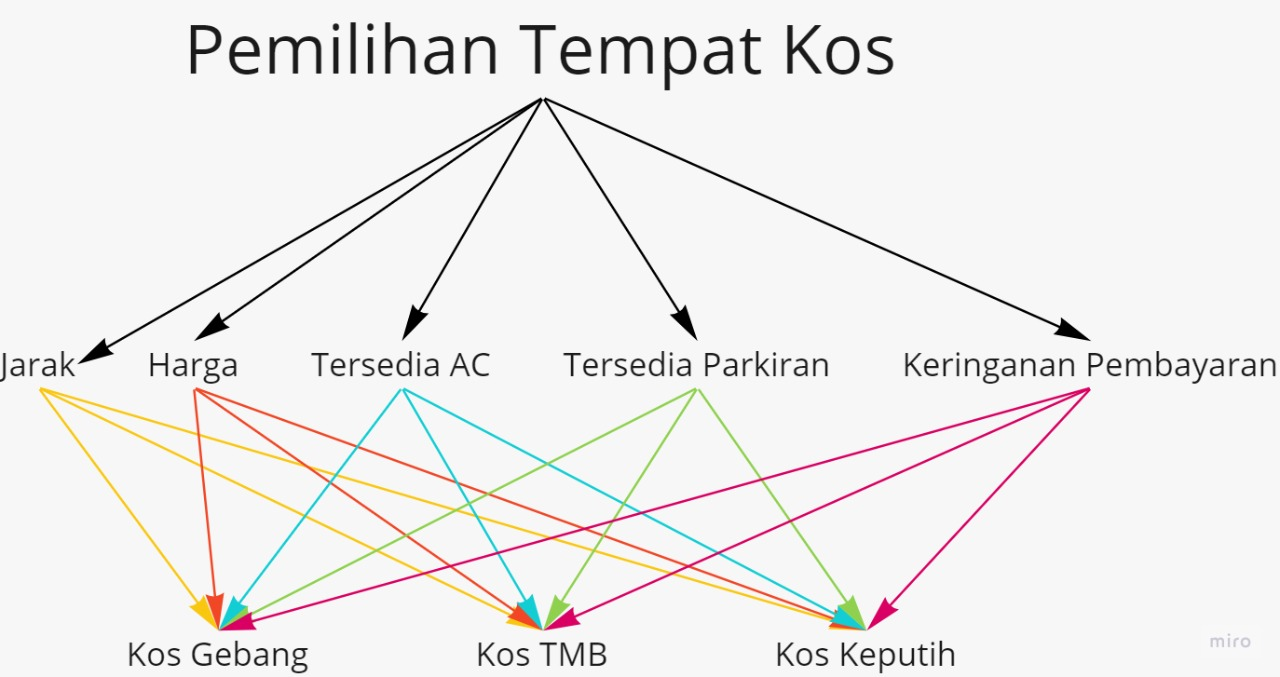 Pemilihan Tempat Kos
Jarak Harga Tersedia AC Tersedia Parkiran Keringanan Pembayaran
Kos Gebang Kos TMB Kos Keputih
miro